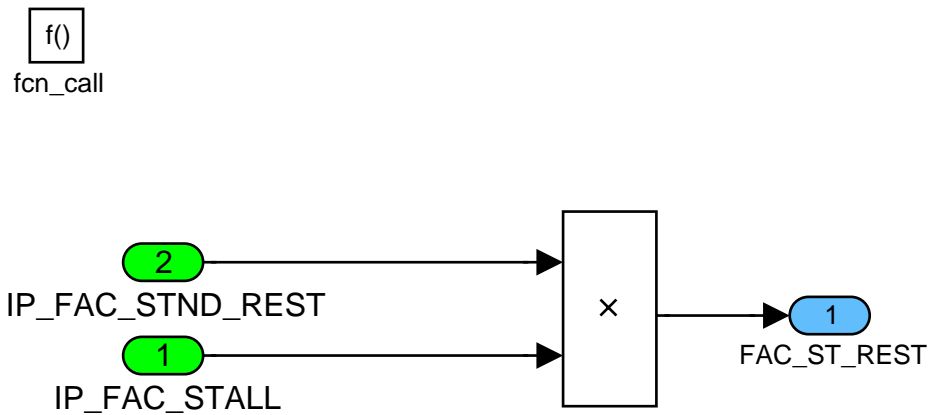 f()
fcn_call
2
IP_FAC_STND_REST
1
IP_FAC_STALL
×
1
FAC_ST_REST